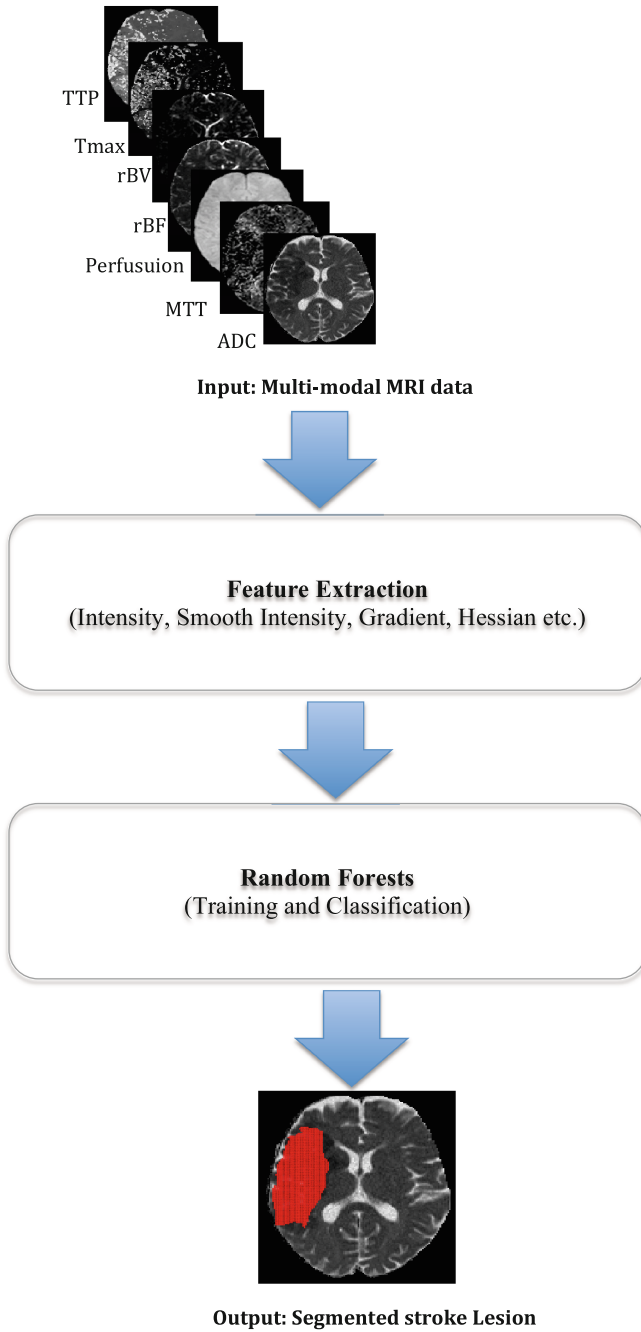 TTP
Tmax
rBV
rBF
Perfusuion
MTT
ADC
Input: Multi-modal MRI data
Feature Extraction
(Intensity, Smooth Intensity, Gradient, Hessian etc.)
Random Forests
(Training and Classification)
Output: Segmented stroke Lesion